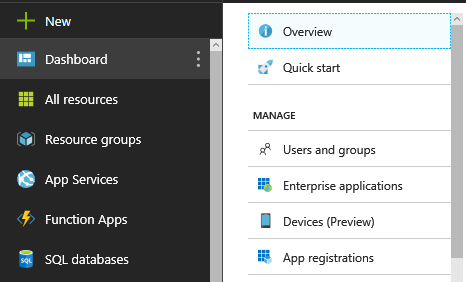 New
Dashboard
All resources
Resource groups
App Services
Function Apps
SQL databases
Overview
Quick start
MANAGE
Users and groups
Enterprise applications
Devices (Preview)
App registrations